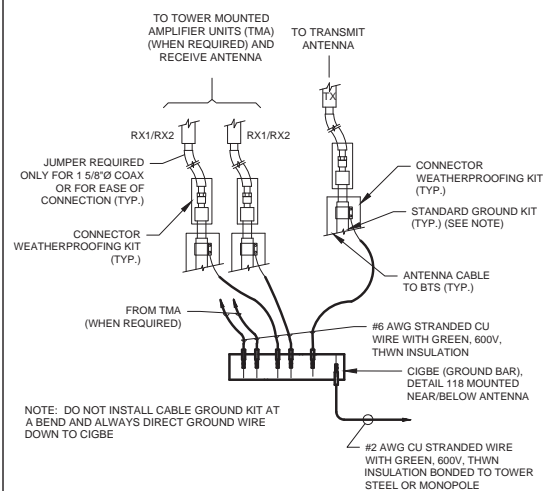 TO TOWER MOUNTED
AMPLIFIER UNITS (TMA)
(WHEN REQUIRED) AND
RECEIVE ANTENNA
TO TRANSMIT
ANTENNA
TX
RX1/RX2
RX1/RX2
JUMPER REQUIRED
ONLY FOR 1 5/8"Ø COAX
OR FOR EASE OF
CONNECTION (TYP.)
CONNECTOR
WEATHERPROOFING KIT
(TYP.)
CONNECTOR
WEATHERPROOFING KIT
(TYP.)
STANDARD GROUND KIT
(TYP.) (SEE NOTE)
ANTENNA CABLE
TO BTS (TYP.)
FROM TMA
(WHEN REQUIRED)
#6 AWG STRANDED CU
WIRE WITH GREEN, 600V,
THWN INSULATION
CIGBE (GROUND BAR),
DETAIL 118 MOUNTED
NEAR/BELOW ANTENNA
NOTE: DO NOT INSTALL CABLE GROUND KIT AT
A BEND AND ALWAYS DIRECT GROUND WIRE
DOWN TO CIGBE
#2 AWG CU STRANDED WIRE
WITH GREEN, 600V, THWN
INSULATION BONDED TO TOWER
STEEL OR MONOPOLE